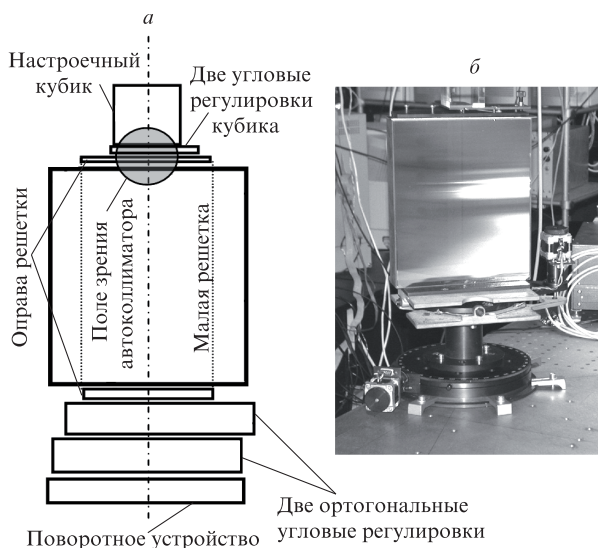 а
б
Настроечный
кубик
Две угловые
регулировки
кубика
Оправа решетки
Поле зрения
автоколлиматора
Малая решетка
Две ортогональные
угловые регулировки
Поворотное устройство